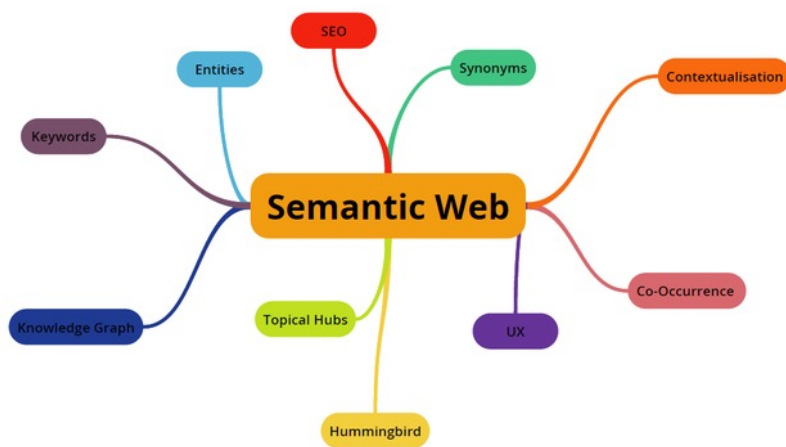 SEO
Entities
Synonyms
Contextualisation
Keywords
Semantic Web
Co-Occurrence
Topical Hubs
Knowledge Graph
UX
Hummingbird